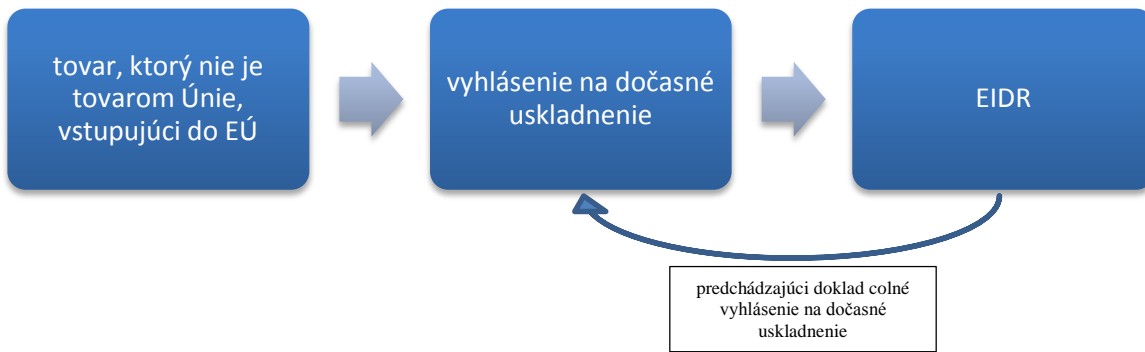 tovar, ktorý nie je
tovarom Únie,
vstupujúci do EÚ
vyhlásenie na dočasné
uskladnenie
EIDR
predchádzajúci doklad colné
vyhlásenie na dočasné
uskladnenie